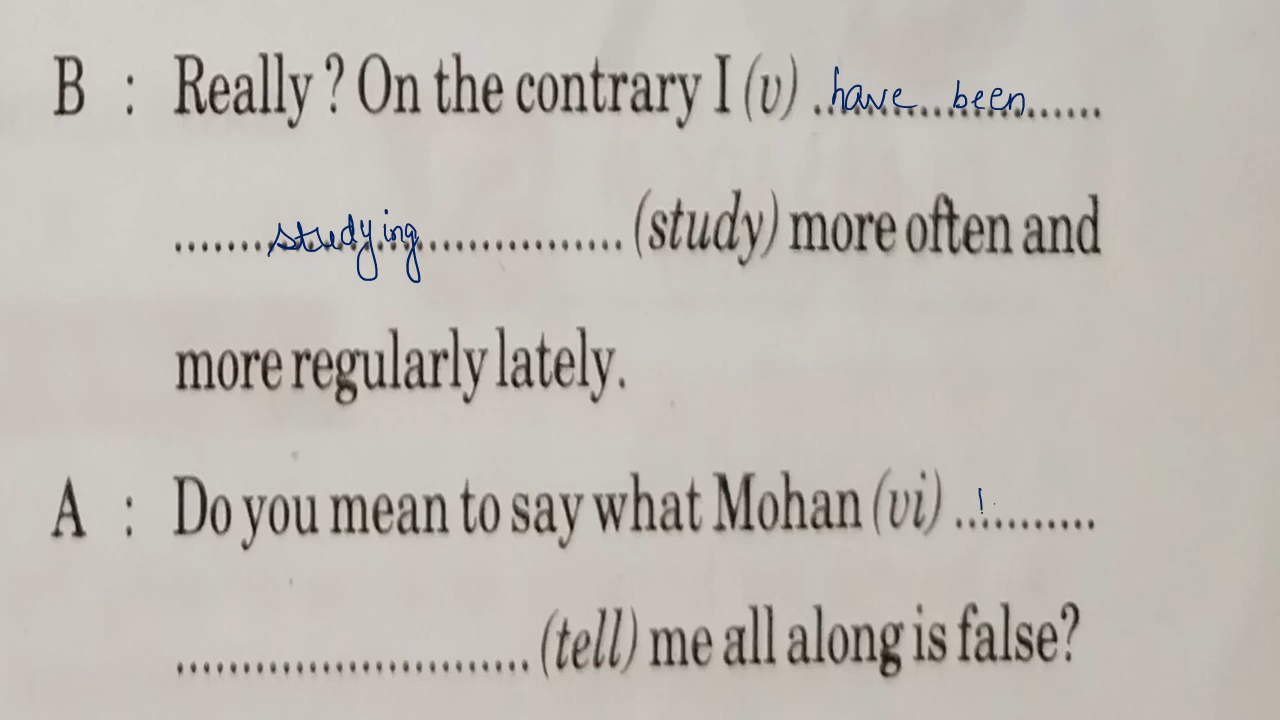 B : Really ? On the contrary I (v) ..have...been......
.......studying............................... (study) more often and
more regularly lately.
A : Do you mean to say what Mohan (vi) ...........
........................... (tell) me all along is false?